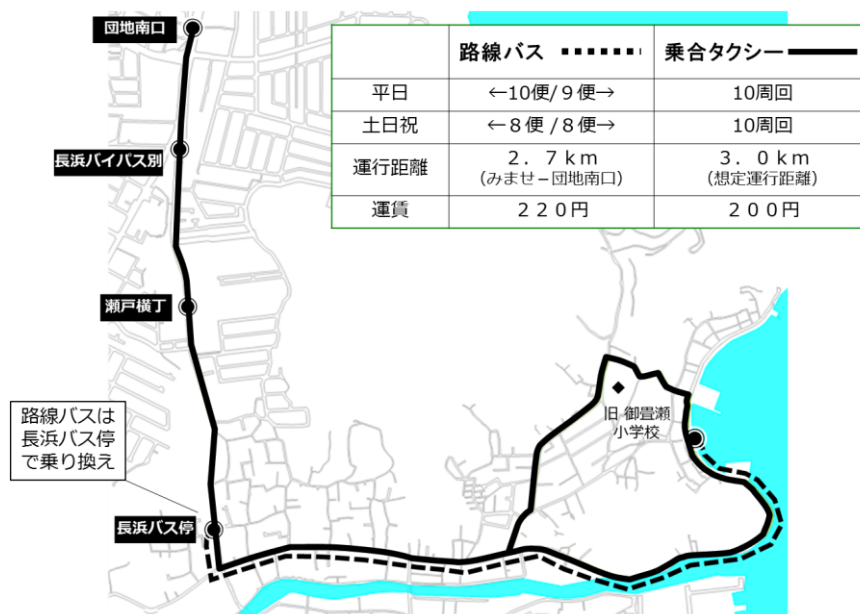 団地南口
路線バス 乗合タクシー
平日 ←10便/９便→ 10周回
土日祝 ←８便 /８便→ 10周回
運行距離 ２．７ｋｍ ３．０ｋｍ
(みませ－団地南口) (想定運行距離)
運賃 ２２０円 ２００円
長浜バイパス別
瀬戸横丁
旧 御畳瀬
小学校
路線バスは
長浜バス停
で乗り換え
長浜バス停